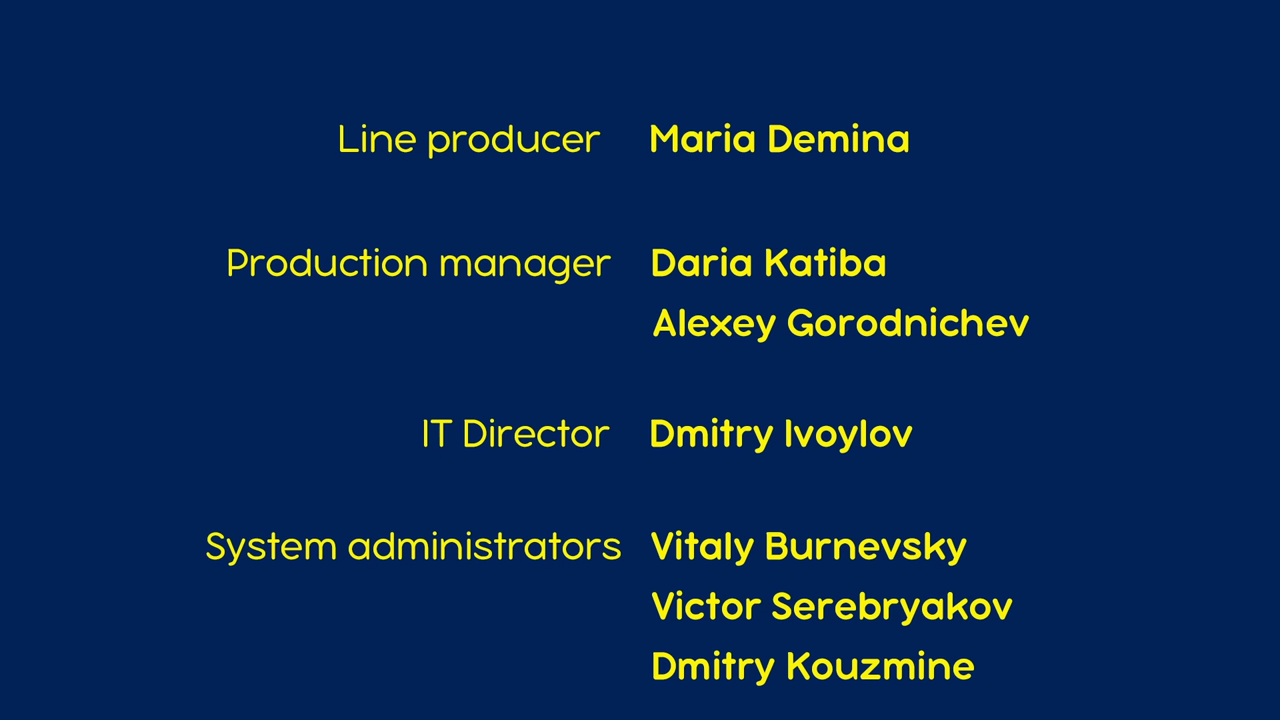 Line producer Maria Demina
Production manager Daria Katiba
Alexey Gorodnichev
IT Director Dmitry Ivoylov
System administrators Vitaly Burnevsky
Victor Serebryakov
Dmitry Kouzmine